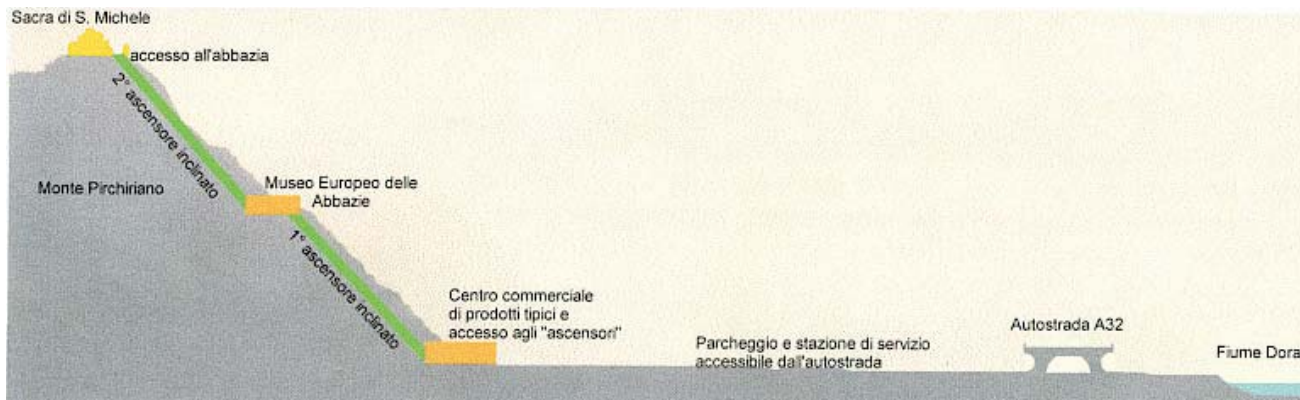 Sacra di S. Michele
accesso all'abbazia
2° ascensore inclinato
Monte Pirchiriano
Museo Europeo delle
Abbazie
1° ascensore inclinato
Centro commerciale
di prodotti tipici e
accesso agli "ascensori"
Parcheggio e stazione di servizio
accessibile dall'autostrada
Autostrada A32
Fiume Dora